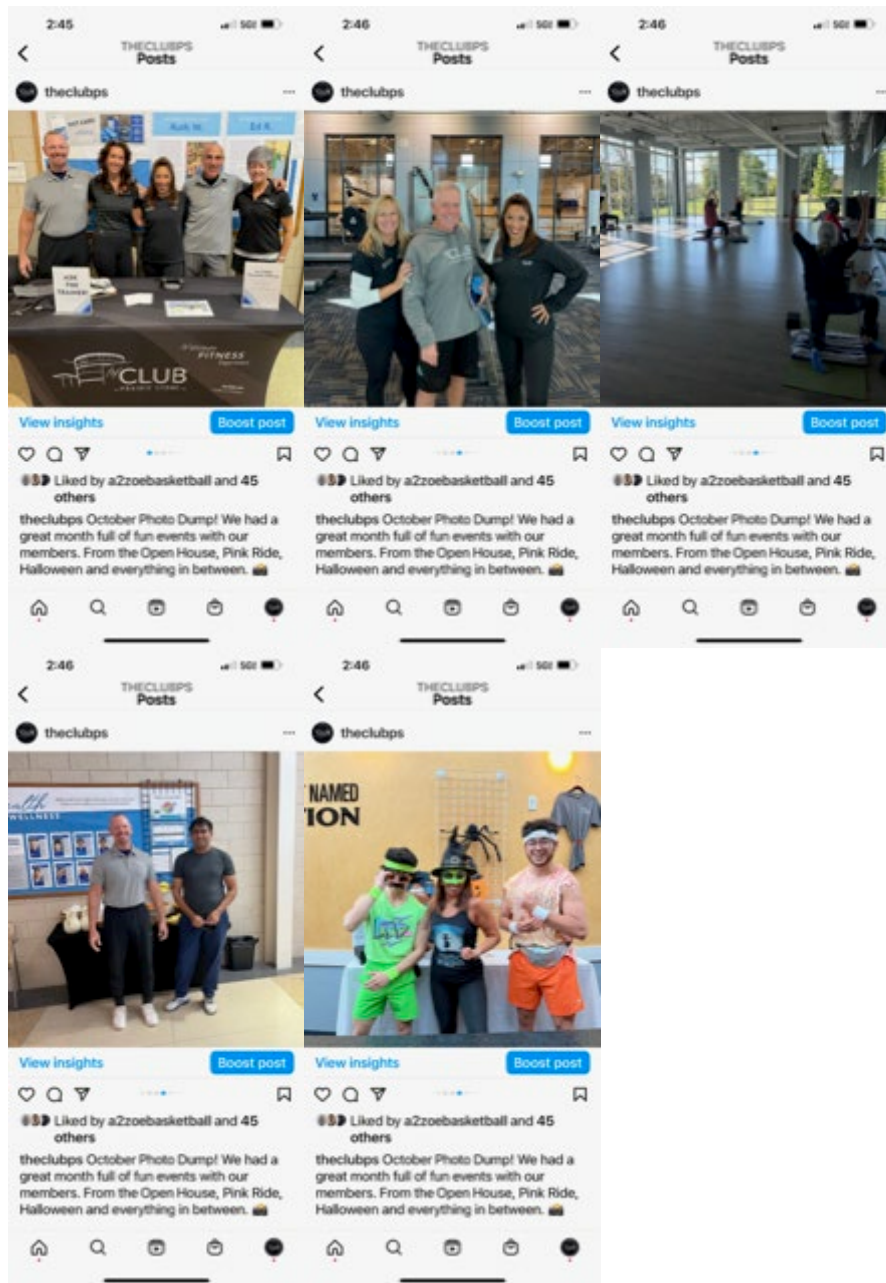 2:45
THECLUBPS
Posts
theclubps
Ruth W.
Ed R.
ASK
THE
TRAINER!
FITNESS
CLUB
View insights
Boost post
Liked by a2zoebasketball and 45
others
theclubps October Photo Dump! We had a
great month full of fun events with our
members. From the Open House, Pink Ride,
Halloween and everything in between. 📸
2:46
THECLUBPS
Posts
theclubps
View insights
Boost post
Liked by a2zoebasketball and 45
others
theclubps October Photo Dump! We had a
great month full of fun events with our
members. From the Open House, Pink Ride,
Halloween and everything in between. 📸
2:46
THECLUBPS
Posts
theclubps
View insights
Boost post
Liked by a2zoebasketball and 45
others
theclubps October Photo Dump! We had a
great month full of fun events with our
members. From the Open House, Pink Ride,
Halloween and everything in between. 📸
2:46
THECLUBPS
Posts
theclubps
WELLNESS
View insights
Boost post
Liked by a2zoebasketball and 45
others
theclubps October Photo Dump! We had a
great month full of fun events with our
members. From the Open House, Pink Ride,
Halloween and everything in between. 📸
2:46
THECLUBPS
Posts
theclubps
NAMED
ION
View insights
Boost post
Liked by a2zoebasketball and 45
others
theclubps October Photo Dump! We had a
great month full of fun events with our
members. From the Open House, Pink Ride,
Halloween and everything in between. 📸